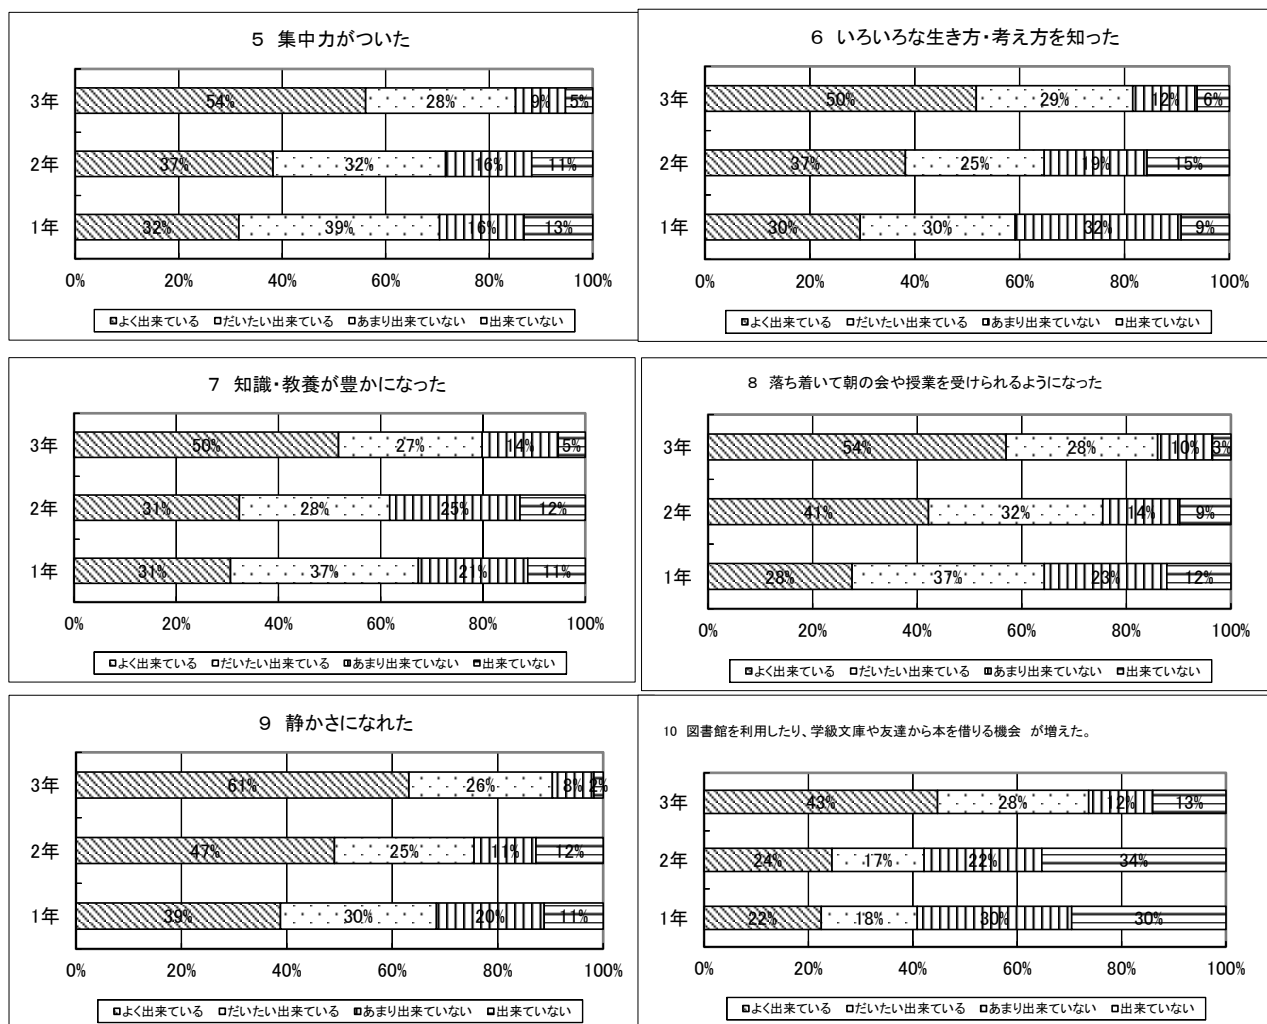 5 集中力がついた
3年 54% 28% 9% 5%
2年 37% 32% 16% 11%
1年 32% 39% 16% 13%
0% 20% 40% 60% 80% 100%
よく出来ている だいたい出来ている あまり出来ていない 出来ていない
6 いろいろな生き方・考え方を知った
3年 50% 29% 12% 6%
2年 37% 25% 19% 15%
1年 30% 30% 32% 9%
0% 20% 40% 60% 80% 100%
よく出来ている だいたい出来ている あまり出来ていない 出来ていない
7 知識・教養が豊かになった
3年 50% 27% 14% 5%
2年 31% 28% 25% 12%
1年 31% 37% 21% 11%
0% 20% 40% 60% 80% 100%
よく出来ている だいたい出来ている あまり出来ていない 出来ていない
8 落ち着いて朝の会や授業を受けられるようになった
3年 54% 28% 10% 3%
2年 41% 32% 14% 9%
1年 28% 37% 23% 12%
0% 20% 40% 60% 80% 100%
よく出来ている だいたい出来ている あまり出来ていない 出来ていない
9 静かさになれた
3年 61% 26% 8% 2%
2年 47% 25% 11% 12%
1年 39% 30% 20% 11%
0% 20% 40% 60% 80% 100%
よく出来ている だいたい出来ている あまり出来ていない 出来ていない
10 図書館を利用したり、学級文庫や友達から本を借りる機会 が増えた。
3年 43% 28% 12% 13%
2年 24% 17% 22% 34%
1年 22% 18% 30% 30%
0% 20% 40% 60% 80% 100%
よく出来ている だいたい出来ている あまり出来ていない 出来ていない